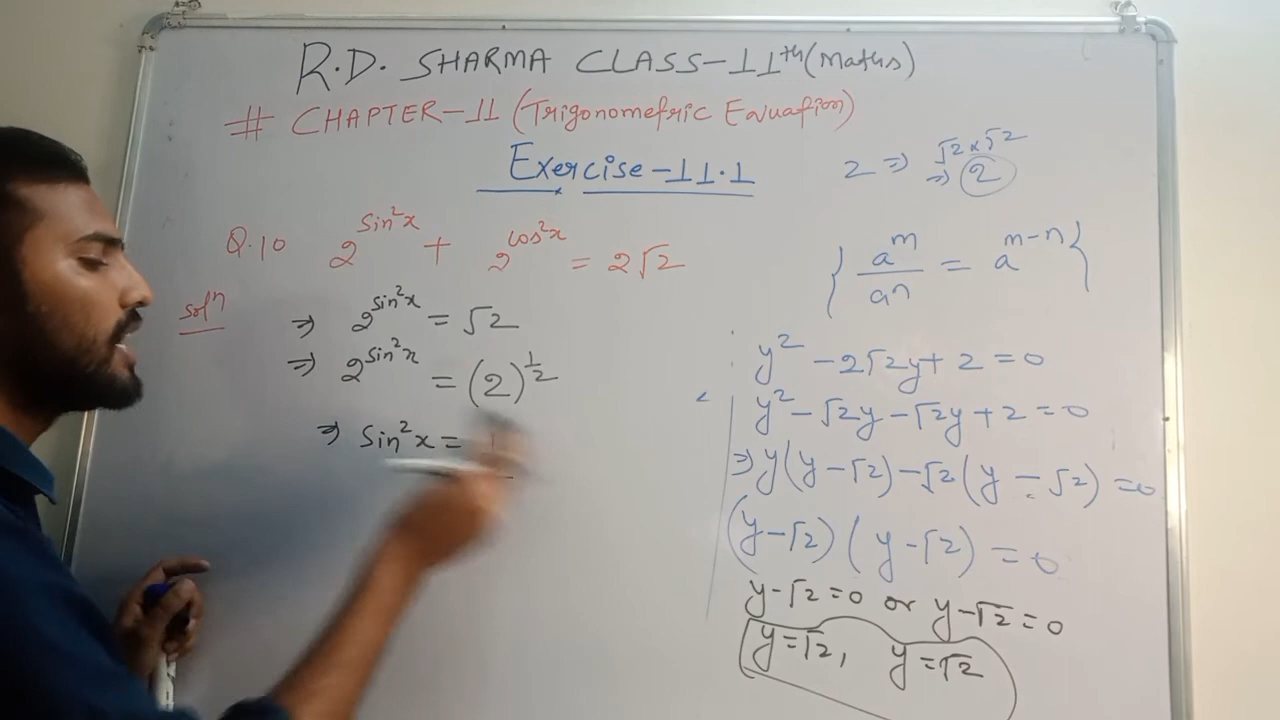 R.D. SHARMA CLASS-11th (Maths)
# CHAPTER-11 (Trigonometric Equation)
Exercise-11.1
2 ⇒ √2 × √2
⇒ 2
Q.10 2^(sin²x) + 2^(cos²x) = 2√2
{ a^m / a^n = a^(m-n) }
Solⁿ ⇒ 2^(sin²x) = √2
⇒ 2^(sin²x) = (2)^(1/2)
⇒ sin²x =
y² - 2√2y + 2 = 0
y² - √2y - √2y + 2 = 0
⇒ y(y - √2) - √2(y - √2) = 0
(y - √2)(y - √2) = 0
y - √2 = 0 or y - √2 = 0
y = √2, y = √2